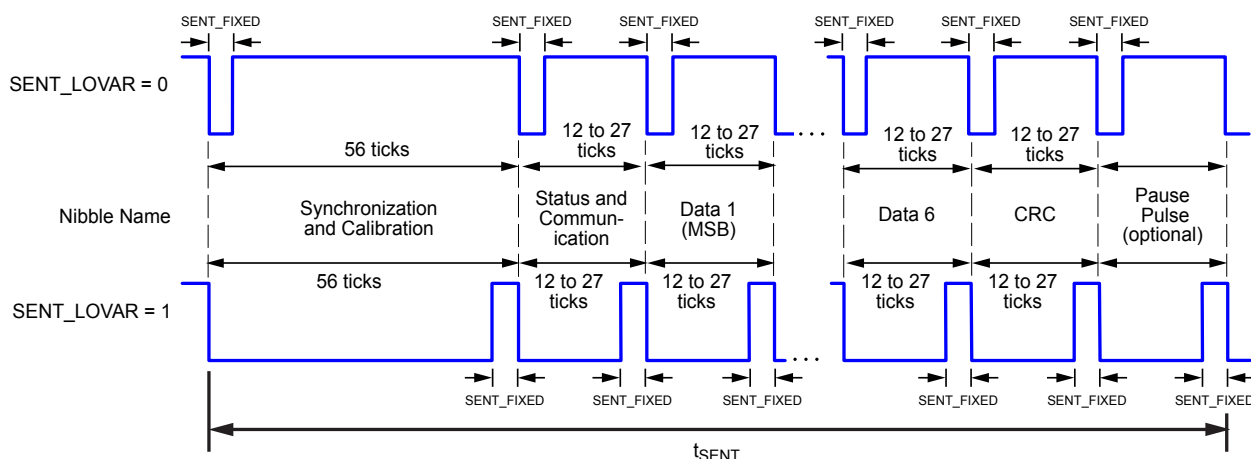 SENT_FIXED SENT_FIXED SENT_FIXED SENT_FIXED SENT_FIXED SENT_FIXED
SENT_LOVAR = 0
56 ticks
12 to 27
ticks
12 to 27
ticks
. . .
12 to 27
ticks
12 to 27
ticks
Nibble Name
Synchronization
and Calibration
Status and
Commun-
ication
Data 1
(MSB)
Data 6
CRC
Pause
Pulse
(optional)
56 ticks
12 to 27
ticks
12 to 27
ticks
12 to 27
ticks
12 to 27
ticks
SENT_LOVAR = 1
. . .
SENT_FIXED SENT_FIXED SENT_FIXED SENT_FIXED SENT_FIXED SENT_FIXED
tSENT